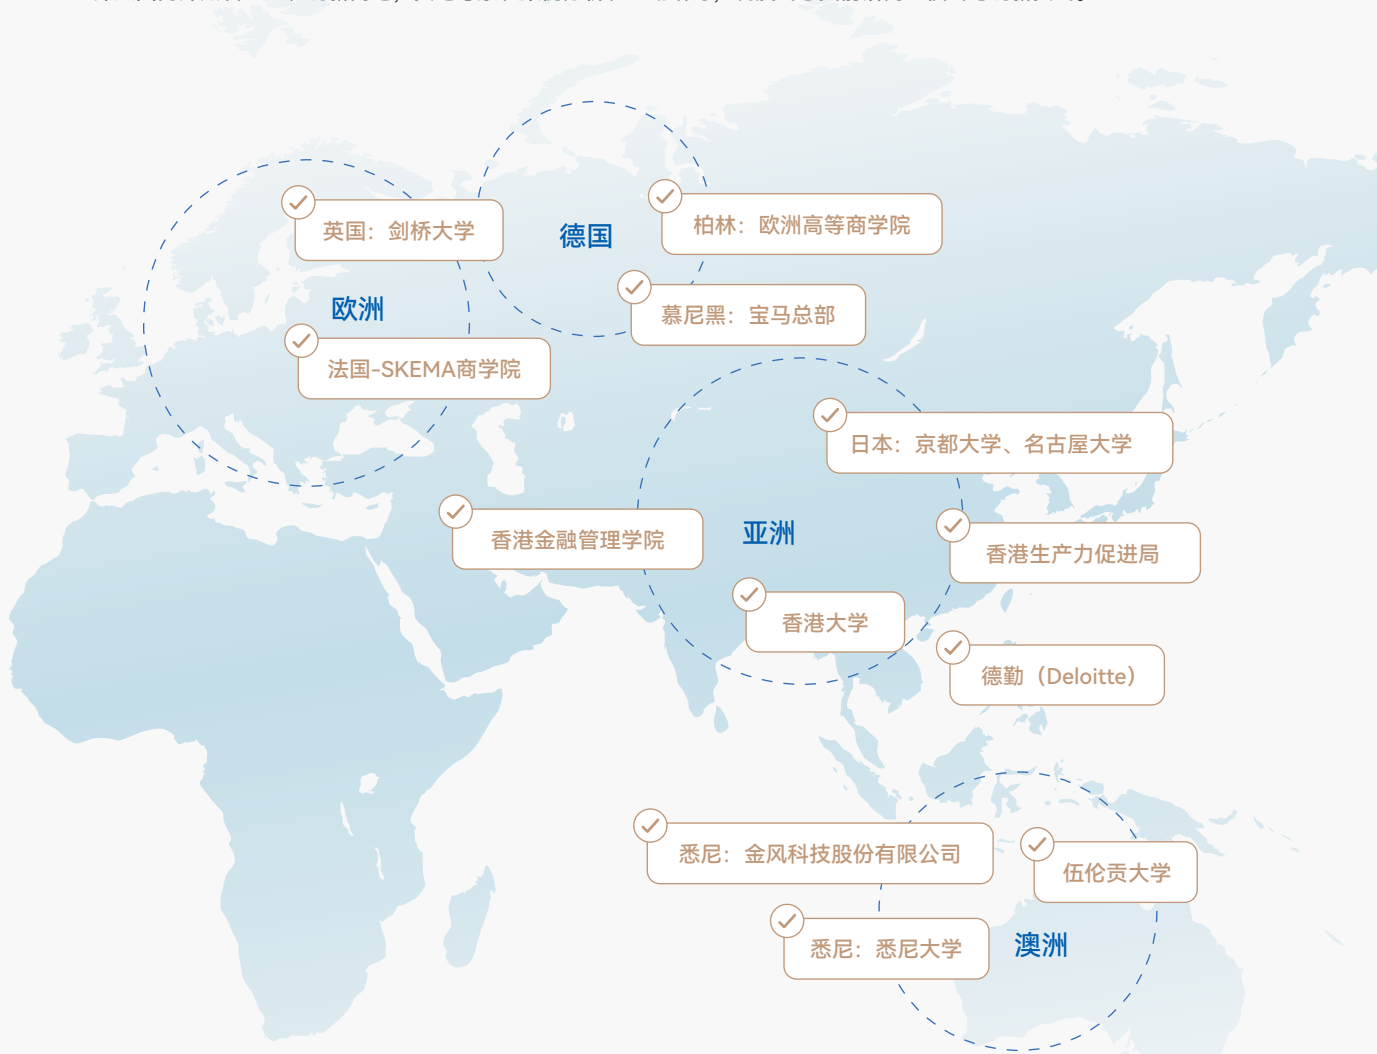 英国：剑桥大学
德国
柏林：欧洲高等商学院
慕尼黑：宝马总部
欧洲
法国-SKEMA商学院
日本：京都大学、名古屋大学
香港金融管理学院
亚洲
香港生产力促进局
香港大学
德勤（Deloitte）
悉尼：金风科技股份有限公司
伍伦贡大学
悉尼：悉尼大学
澳洲